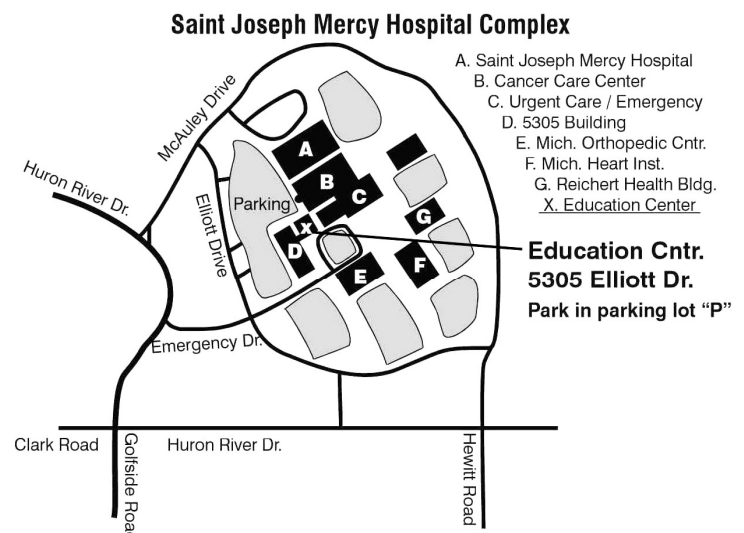 Saint Joseph Mercy Hospital Complex
A. Saint Joseph Mercy Hospital
B. Cancer Care Center
C. Urgent Care / Emergency
D. 5305 Building
E. Mich. Orthopedic Cntr.
F. Mich. Heart Inst.
G. Reichert Health Bldg.
X. Education Center
McAuley Drive
Huron River Dr.
Elliott Drive
Parking
A
B
C
X
D
E
F
G
Education Cntr.
5305 Elliott Dr.
Park in parking lot “P”
Emergency Dr.
Clark Road
Golfside Road
Huron River Dr.
Hewitt Road